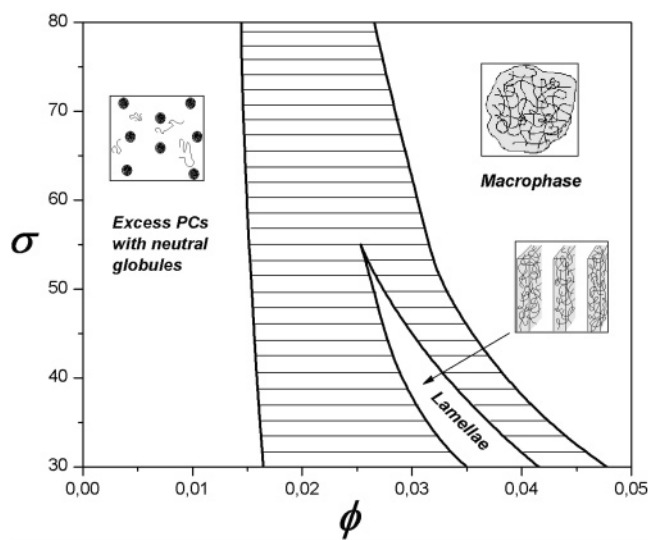 80
70
60
50
40
30
σ
Excess PCs
with neutral
globules
Macrophase
Lamellae
0,00
0,01
0,02
0,03
0,04
0,05
ϕ